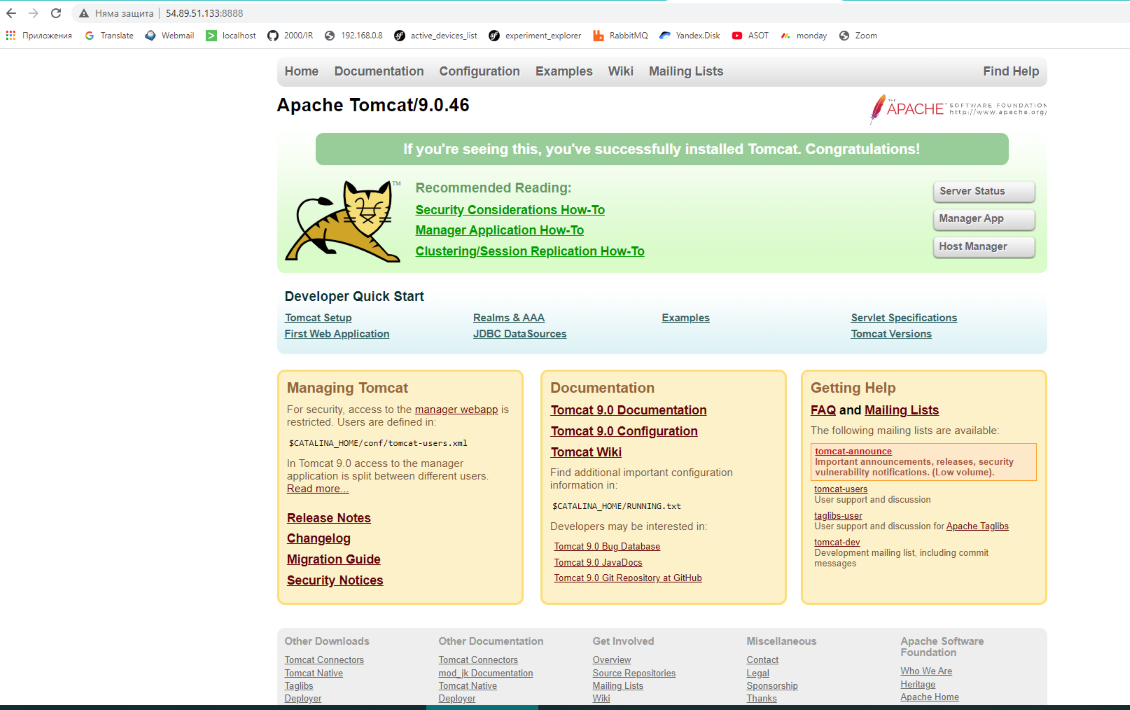 Няма защита | 54.89.51.133:8888
Приложения Translate Webmail localhost 2000/IR 192.168.0.8 active_devices_list experiment_explorer RabbitMQ Yandex.Disk ASOT monday Zoom
Home Documentation Configuration Examples Wiki Mailing Lists Find Help
Apache Tomcat/9.0.46
THE APACHE™ SOFTWARE FOUNDATION
http://www.apache.org/
If you're seeing this, you've successfully installed Tomcat. Congratulations!
TM
Recommended Reading:
Security Considerations How-To
Manager Application How-To
Clustering/Session Replication How-To
Server Status
Manager App
Host Manager
Developer Quick Start
Tomcat Setup
First Web Application
Realms & AAA
JDBC DataSources
Examples
Servlet Specifications
Tomcat Versions
Managing Tomcat
For security, access to the manager webapp is
restricted. Users are defined in:
$CATALINA_HOME/conf/tomcat-users.xml
In Tomcat 9.0 access to the manager
application is split between different users.
Read more...
Release Notes
Changelog
Migration Guide
Security Notices
Documentation
Tomcat 9.0 Documentation
Tomcat 9.0 Configuration
Tomcat Wiki
Find additional important configuration
information in:
$CATALINA_HOME/RUNNING.txt
Developers may be interested in:
Tomcat 9.0 Bug Database
Tomcat 9.0 JavaDocs
Tomcat 9.0 Git Repository at GitHub
Getting Help
FAQ and Mailing Lists
The following mailing lists are available:
tomcat-announce
Important announcements, releases, security
vulnerability notifications. (Low volume).
tomcat-users
User support and discussion
taglibs-user
User support and discussion for Apache Taglibs
tomcat-dev
Development mailing list, including commit
messages
Other Downloads
Tomcat Connectors
Tomcat Native
Taglibs
Deployer
Other Documentation
Tomcat Connectors
mod_jk Documentation
Tomcat Native
Deployer
Get Involved
Overview
Source Repositories
Mailing Lists
Wiki
Miscellaneous
Contact
Legal
Sponsorship
Thanks
Apache Software
Foundation
Who We Are
Heritage
Apache Home